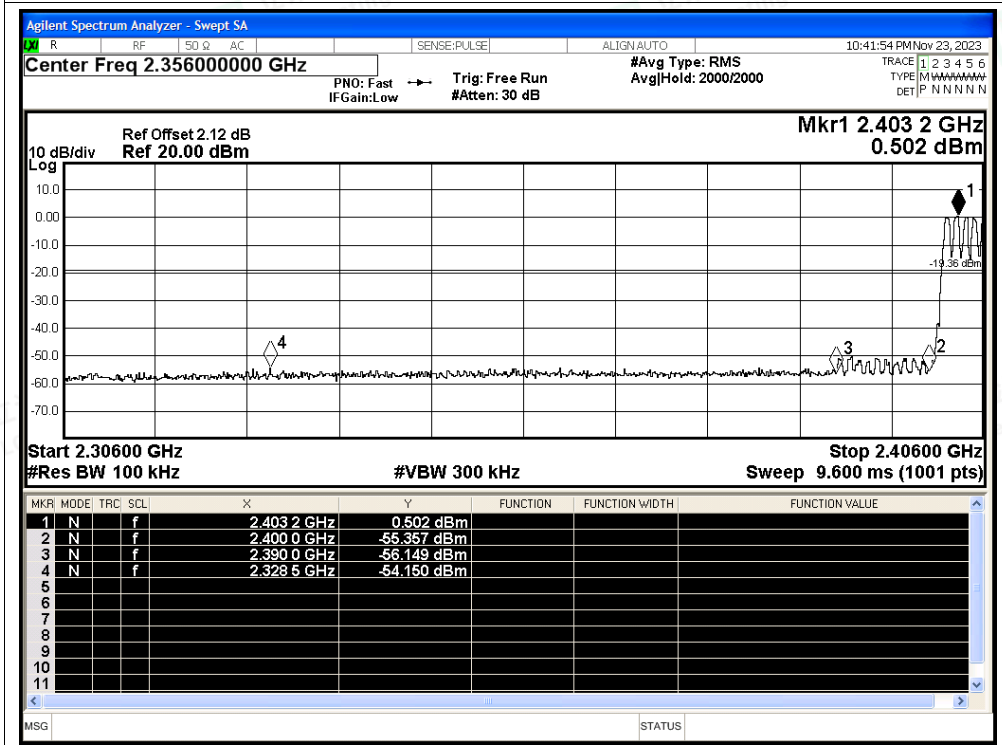 Agilent Spectrum Analyzer - Swept SA
LXI R RF 50 Ω AC SENSE:PULSE ALIGN AUTO 10:41:54 PM Nov 23, 2023
Center Freq 2.356000000 GHz
PNO: Fast
IFGain:Low
Trig: Free Run
#Atten: 30 dB
#Avg Type: RMS
Avg|Hold: 2000/2000
TRACE 1 2 3 4 5 6
TYPE M WWWWW
DET P N N N N N
Mkr1 2.403 2 GHz
0.502 dBm
Ref Offset 2.12 dB
10 dB/div Ref 20.00 dBm
Log
10.0
0.00
-10.0
-20.0
-30.0
-40.0
-50.0
-60.0
-70.0
1
-19.36 dBm
4
3
2
Start 2.30600 GHz Stop 2.40600 GHz
#Res BW 100 kHz #VBW 300 kHz Sweep 9.600 ms (1001 pts)
MKR MODE TRC SCL X Y FUNCTION FUNCTION WIDTH FUNCTION VALUE
1 N f 2.403 2 GHz 0.502 dBm
2 N f 2.400 0 GHz -55.357 dBm
3 N f 2.390 0 GHz -56.149 dBm
4 N f 2.328 5 GHz -54.150 dBm
5
6
7
8
9
10
11
MSG STATUS